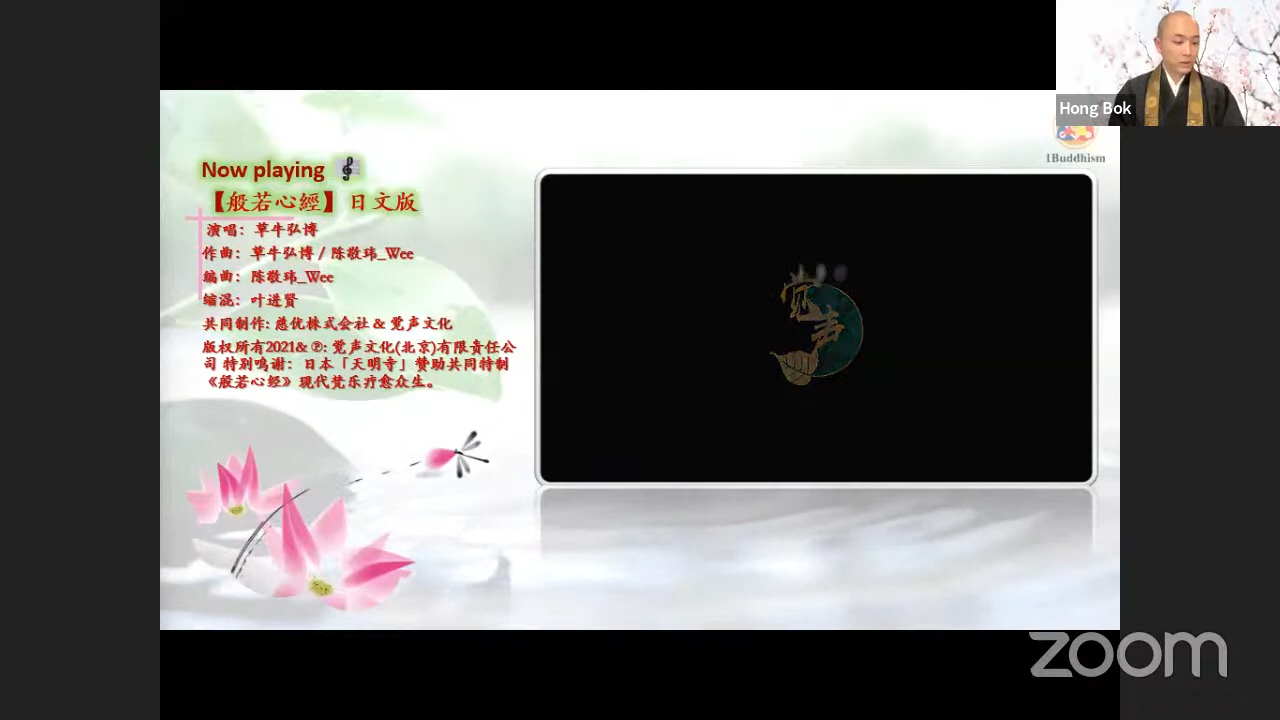 Now playing
【般若心經】日文版
演唱：草牛弘博
作曲：草牛弘博 / 陈敬玮_Wee
编曲：陈敬玮_Wee
缩混：叶进贤
共同制作: 慈优株式会社 & 觉声文化
版权所有2021& ℗: 觉声文化(北京)有限责任公
司 特别鸣谢：日本「天明寺」赞助共同特制
《般若心经》现代梵乐疗愈众生。
觉声
Hong Bok
1Buddhism
zoom